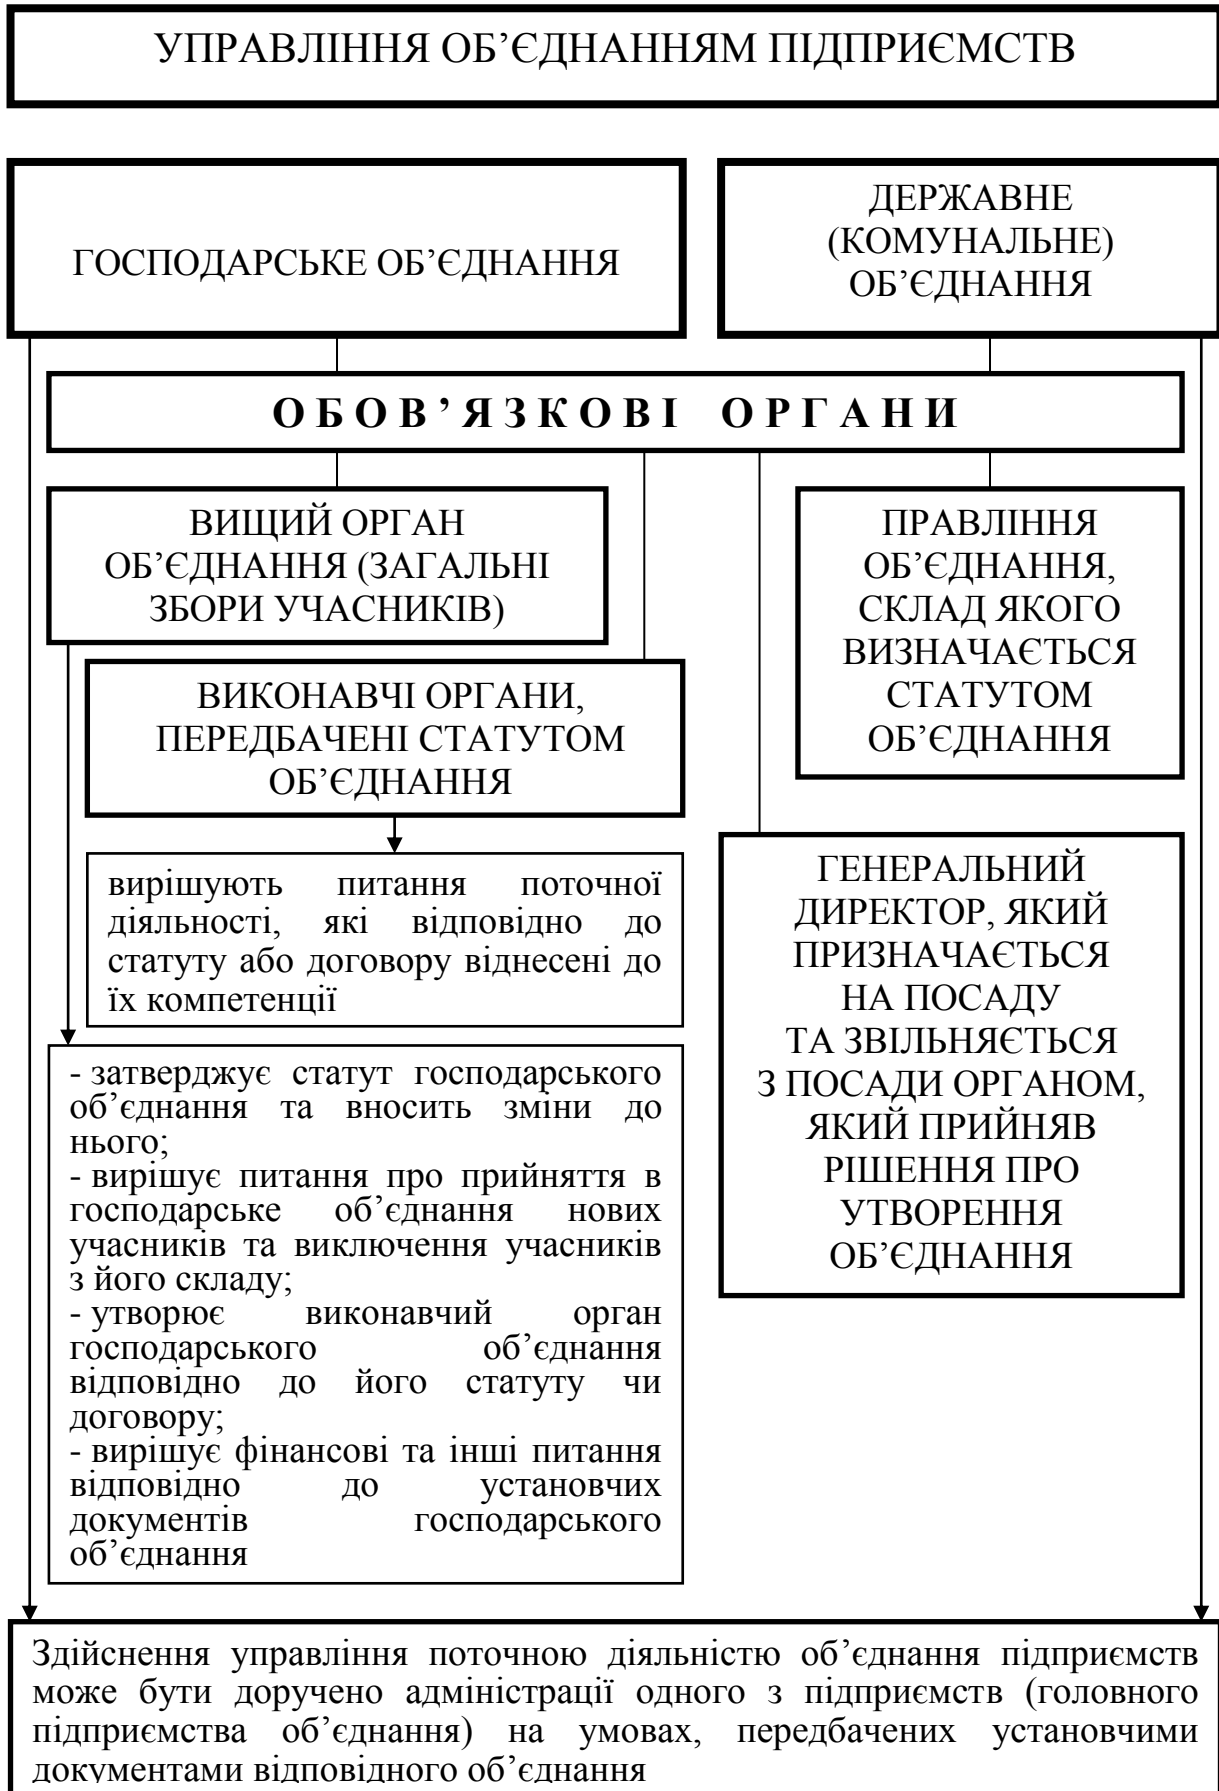 УПРАВЛІННЯ ОБ’ЄДНАННЯМ ПІДПРИЄМСТВ
ГОСПОДАРСЬКЕ ОБ’ЄДНАННЯ
ДЕРЖАВНЕ
(КОМУНАЛЬНЕ)
ОБ’ЄДНАННЯ
ОБОВ’ЯЗКОВІ ОРГАНИ
ВИЩИЙ ОРГАН
ОБ’ЄДНАННЯ (ЗАГАЛЬНІ
ЗБОРИ УЧАСНИКІВ)
ВИКОНАВЧІ ОРГАНИ,
ПЕРЕДБАЧЕНІ СТАТУТОМ
ОБ’ЄДНАННЯ
вирішують питання поточної
діяльності, які відповідно до
статуту або договору віднесені до
їх компетенції
- затверджує статут господарського
об’єднання та вносить зміни до
нього;
- вирішує питання про прийняття в
господарське об’єднання нових
учасників та виключення учасників
з його складу;
- утворює виконавчий орган
господарського об’єднання
відповідно до його статуту чи
договору;
- вирішує фінансові та інші питання
відповідно до установчих
документів господарського
об’єднання
ПРАВЛІННЯ
ОБ’ЄДНАННЯ,
СКЛАД ЯКОГО
ВИЗНАЧАЄТЬСЯ
СТАТУТОМ
ОБ’ЄДНАННЯ
ГЕНЕРАЛЬНИЙ
ДИРЕКТОР, ЯКИЙ
ПРИЗНАЧАЄТЬСЯ
НА ПОСАДУ
ТА ЗВІЛЬНЯЄТЬСЯ
З ПОСАДИ ОРГАНОМ,
ЯКИЙ ПРИЙНЯВ
РІШЕННЯ ПРО
УТВОРЕННЯ
ОБ’ЄДНАННЯ
Здійснення управління поточною діяльністю об’єднання підприємств
може бути доручено адміністрації одного з підприємств (головного
підприємства об’єднання) на умовах, передбачених установчими
документами відповідного об’єднання